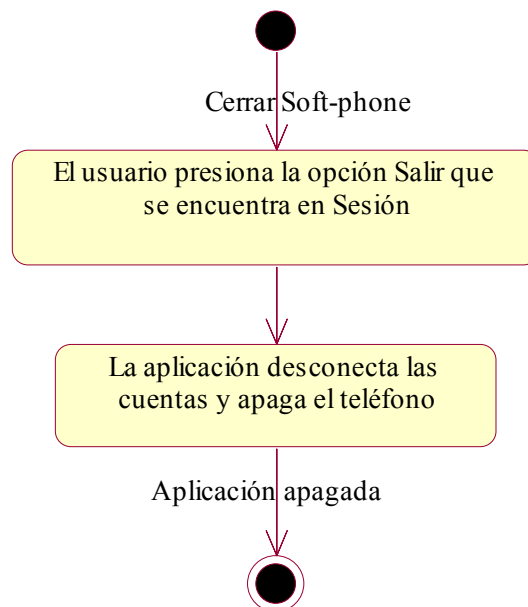 Cerrar Soft-phone
El usuario presiona la opción Salir que
se encuentra en Sesión
La aplicación desconecta las
cuentas y apaga el teléfono
Aplicación apagada